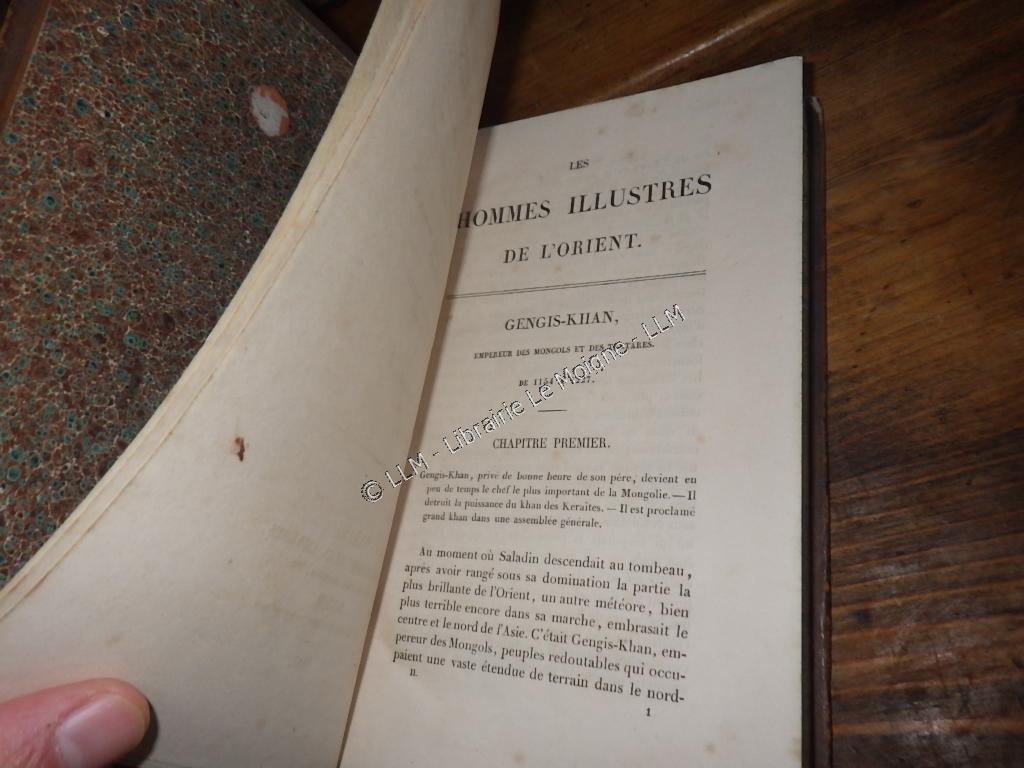 LES
HOMMES ILLUSTRES
DE L'ORIENT.
GENGIS-KHAN,
EMPEREUR DES MONGOLS ET DES
DE
CHAPITRE PREMIER.
Gengis-Khan, privé de bonne heure de son père, devient en
peu de temps le chef le plus important de la Mongolie. — Il
détruit la puissance du khan des Keraïtes. — Il est proclamé
grand khan dans une assemblée générale.
Au moment où Saladin descendait au tombeau,
après avoir rangé sous sa domination la partie la
plus brillante de l'Orient, un autre météore, bien
plus terrible encore dans sa marche, embrasait le
centre et le nord de l'Asie. C'était Gengis-Khan, em-
pereur des Mongols, peuples redoutables qui occu-
paient une vaste étendue de terrain dans le nord-
II.
1
© LLM - Librairie Le Moigne - LLM